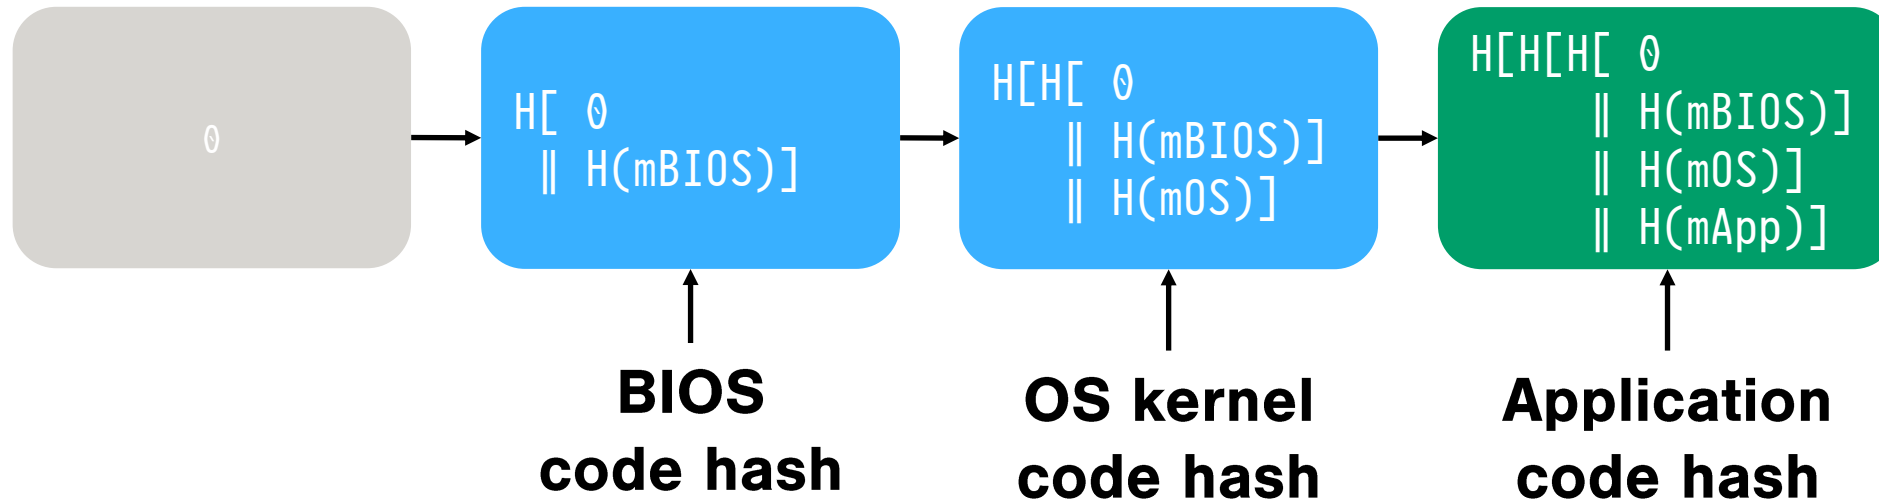 0
H[ 0
‖ H(mBIOS)]
H[H[ 0
‖ H(mBIOS)]
‖ H(mOS)]
H[H[H[ 0
‖ H(mBIOS)]
‖ H(mOS)]
‖ H(mApp)]
BIOS
code hash
OS kernel
code hash
Application
code hash